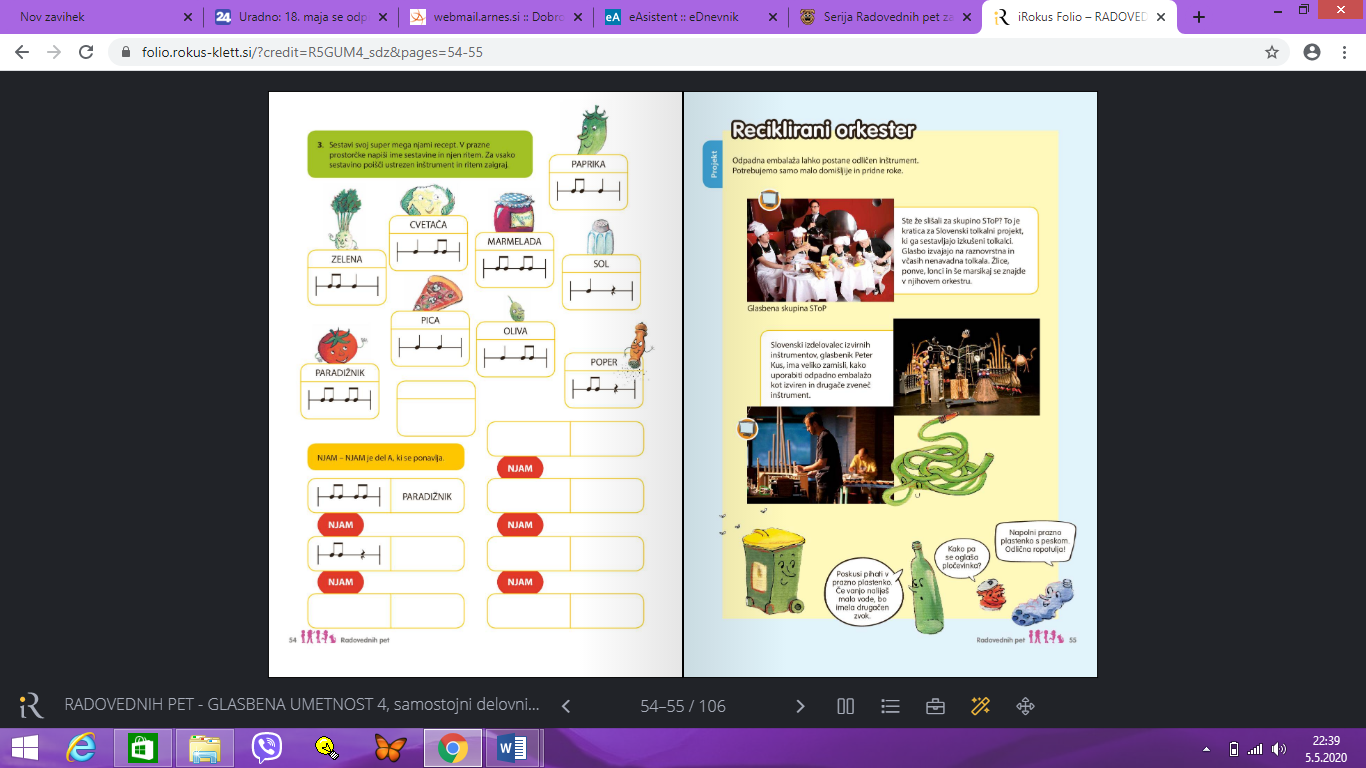 Nov zavihek
Uradno: 18. maja se odp
webmail.arnes.si :: Dobro
eAsistent :: eDnevnik
Serija Radovednih pet za
iRokus Folio – RADOVED
folio.rokus-klett.si/?credit=R5GUM4_sdz&pages=54-55
3. Sestavi svoj super mega njami recept. V prazne
prostorčke napiši ime sestavine in njen ritem. Za vsako
sestavino poišči ustrezen inštrument in ritem zaigraj.
PAPRIKA
CVETAČA
MARMELADA
ZELENA
SOL
PICA
OLIVA
POPER
PARADIŽNIK
NJAM – NJAM je del A, ki se ponavlja.
PARADIŽNIK
NJAM
NJAM
NJAM
NJAM
NJAM
54 Radovednih pet
Reciklirani orkester
Projekt
Odpadna embalaža lahko postane odličen inštrument.
Potrebujemo samo malo domišljije in pridne roke.
Ste že slišali za skupino SToP? To je
kratica za Slovenski tolkalni projekt,
ki ga sestavljajo izkušeni tolkalci.
Glasbo izvajajo na raznovrstna in
včasih nenavadna tolkala. Žlice,
ponve, lonci in še marsikaj se znajde
v njihovem orkestru.
Glasbena skupina SToP
Slovenski izdelovalec izvirnih
inštrumentov, glasbenik Peter
Kus, ima veliko zamisli, kako
uporabiti odpadno embalažo
kot izviren in drugače zveneč
inštrument.
Poskusi pihati v
prazno plastenko.
Če vanjo naliješ
malo vode, bo
imela drugačen
zvok.
Kako pa
se oglaša
pločevinka?
Napolni prazno
plastenko s peskom.
Odlična ropotulja!
Radovednih pet 55
RADOVEDNIH PET - GLASBENA UMETNOST 4, samostojni delovni...
54–55 / 106
22:39
5.5.2020